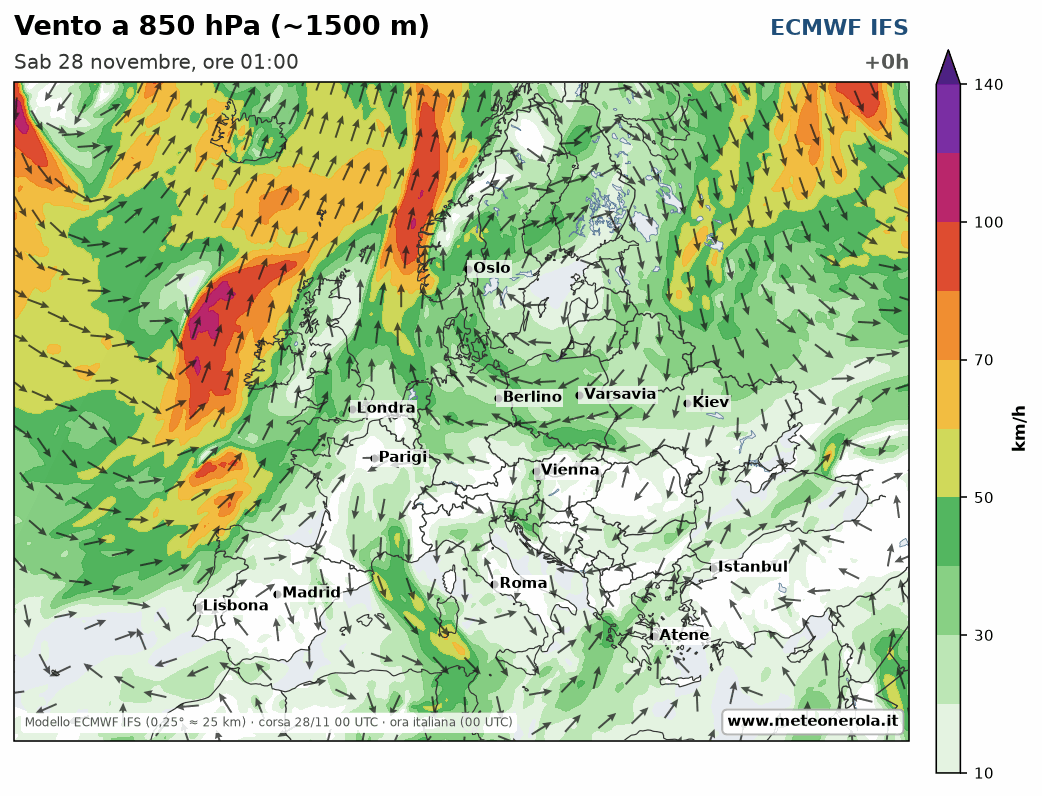 Vento a 850 hPa (~1500 m)
ECMWF IFS
Sab 28 novembre, ore 01:00
+0h
140
100
70
50
30
10
km/h
Oslo
Berlino
Varsavia
Kiev
Londra
Parigi
Vienna
Istanbul
Roma
Madrid
Lisbona
Atene
Modello ECMWF IFS (0,25° ≈ 25 km) · corsa 28/11 00 UTC · ora italiana (00 UTC)
www.meteonerola.it